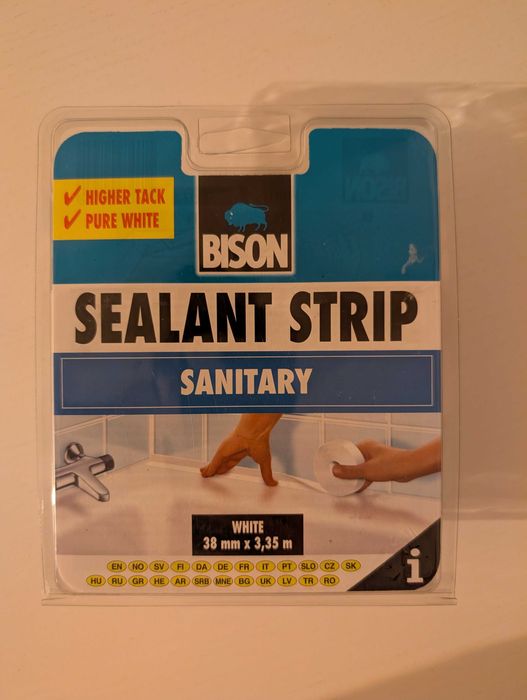 ✓ HIGHER TACK
✓ PURE WHITE
BISON
SEALANT STRIP
SANITARY
WHITE
38 mm x 3,35 m
EN NO SV FI DA DE FR IT PT SLO CZ SK
HU RU GR HE AR SRB MNE BG UK LV TR RO
i